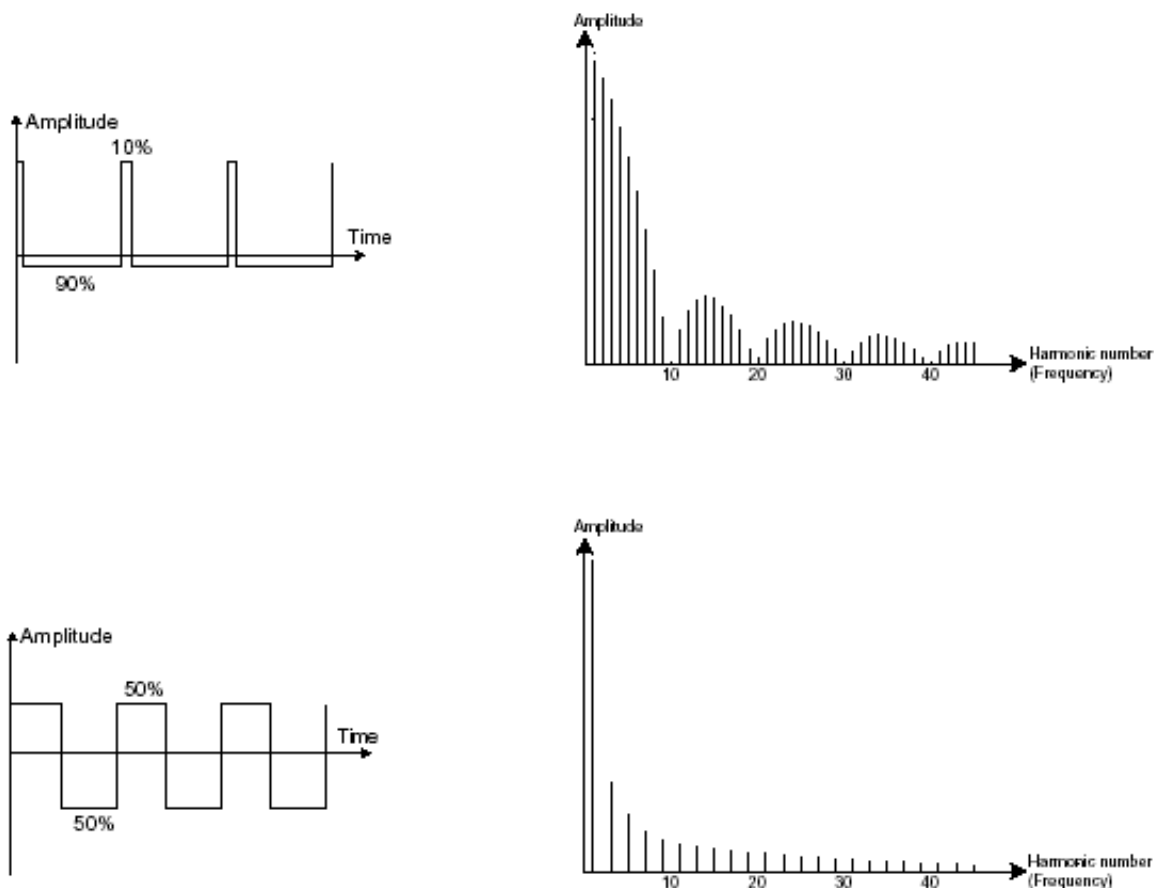 Amplitude
10%
Time
90%
Amplitude
10 20 30 40
Harmonic number
(Frequency)
Amplitude
50%
Time
50%
Amplitude
10 20 30 40
Harmonic number
(Frequency)